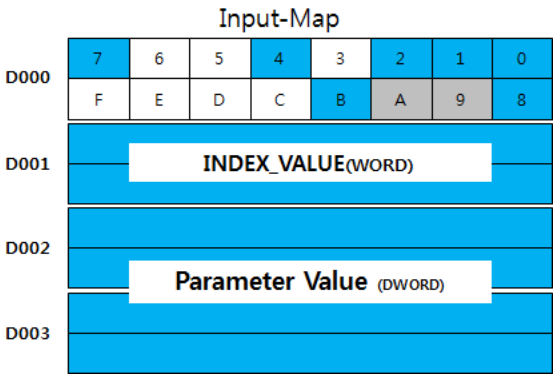 Input-Map
D000
7 6 5 4 3 2 1 0
F E D C B A 9 8
D001
INDEX_VALUE(WORD)
D002
Parameter Value (DWORD)
D003